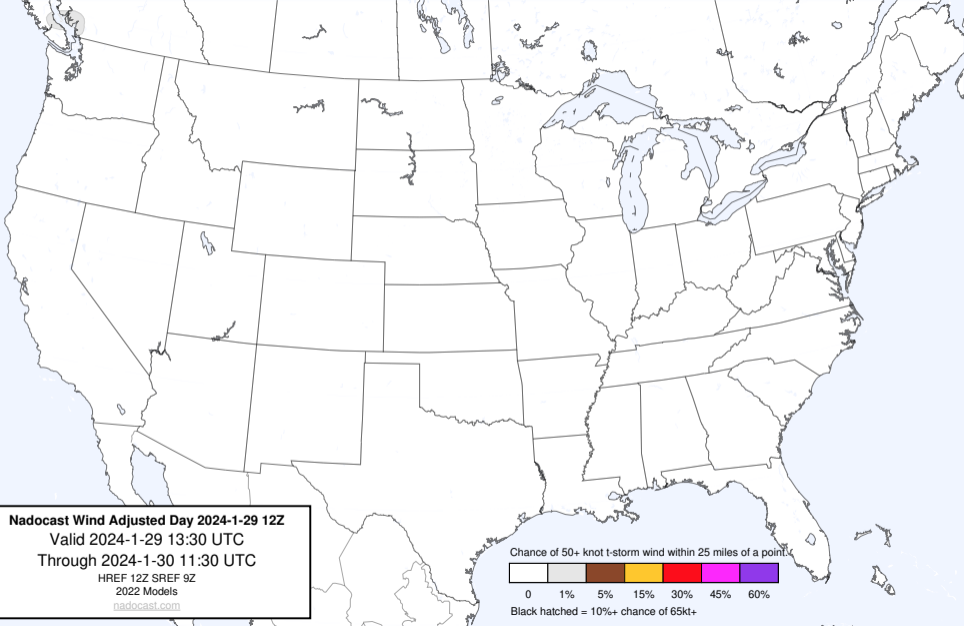 Nadocast Wind Adjusted Day 2024-1-29 12Z
Valid 2024-1-29 13:30 UTC
Through 2024-1-30 11:30 UTC
HREF 12Z SREF 9Z
2022 Models
nadocast.com
Chance of 50+ knot t-storm wind within 25 miles of a point.
0 1% 5% 15% 30% 45% 60%
Black hatched = 10%+ chance of 65kt+